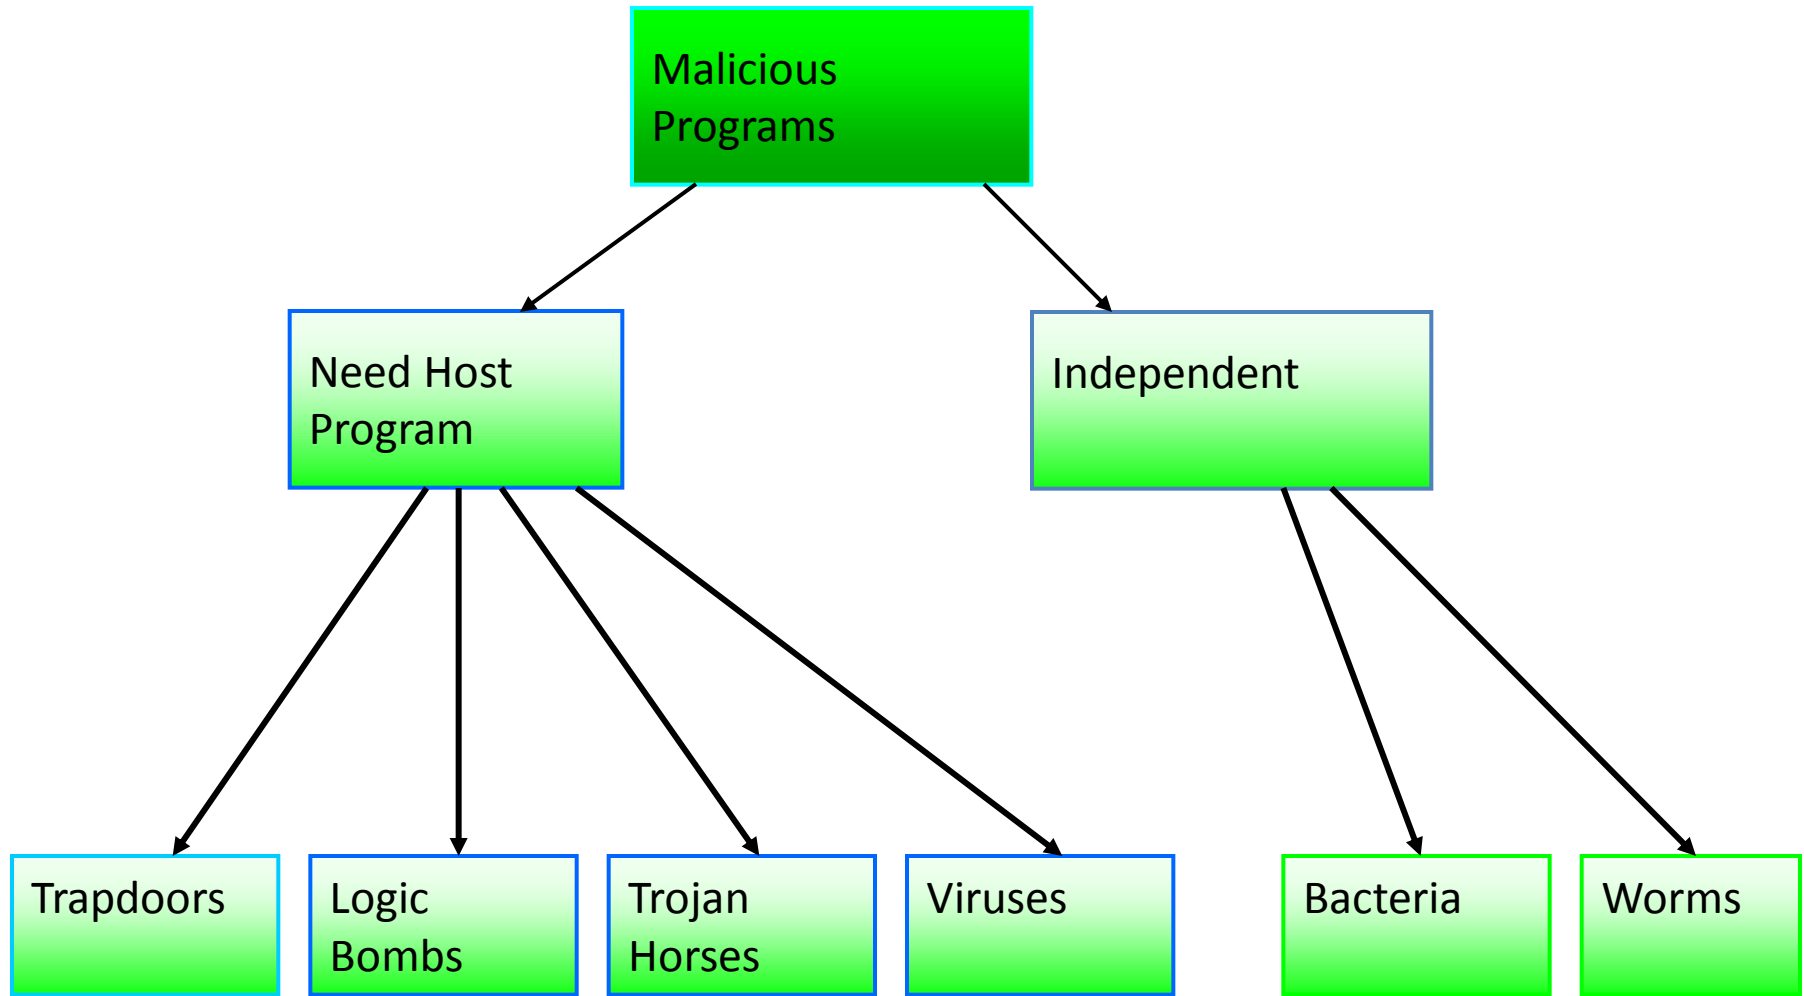 Malicious
Programs
Need Host
Program
Independent
Trapdoors
Logic
Bombs
Trojan
Horses
Viruses
Bacteria
Worms